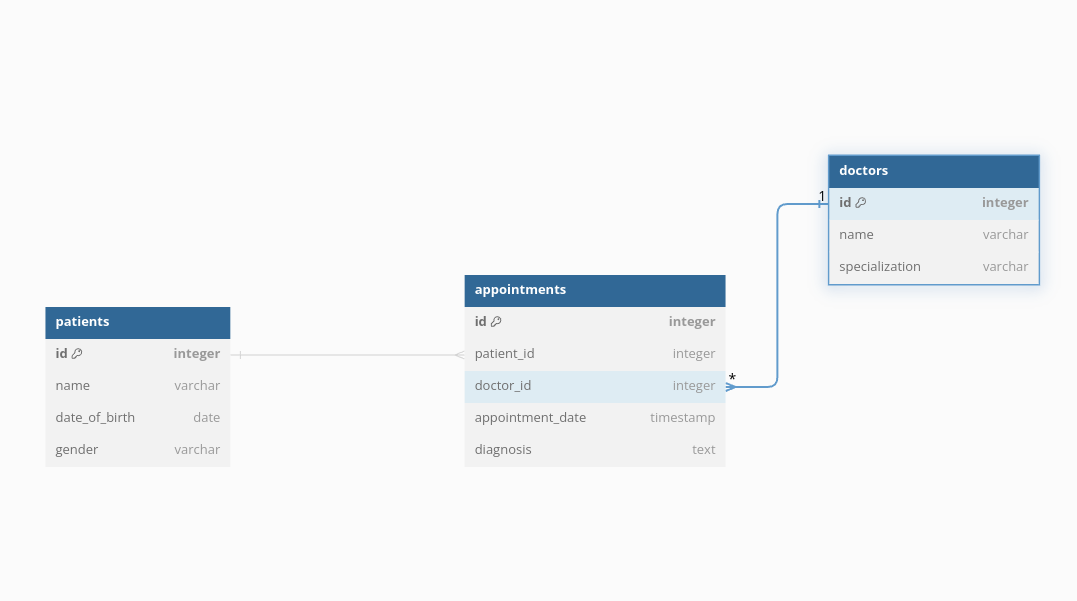 patients
id integer
name varchar
date_of_birth date
gender varchar
appointments
id integer
patient_id integer
doctor_id integer
appointment_date timestamp
diagnosis text
*
1
doctors
id integer
name varchar
specialization varchar